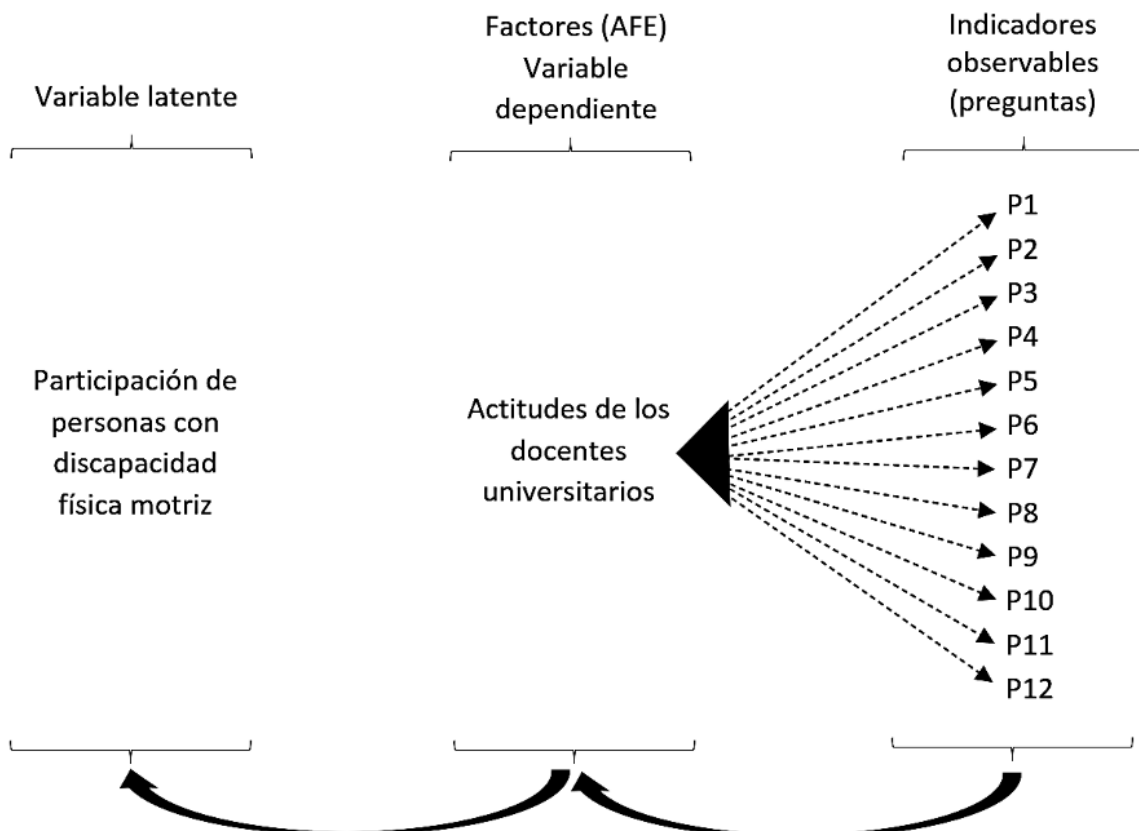 Variable latente
Factores (AFE)
Variable
dependiente
Indicadores
observables
(preguntas)
Participación de
personas con
discapacidad
física motriz
Actitudes de los
docentes
universitarios
P1
P2
P3
P4
P5
P6
P7
P8
P9
P10
P11
P12